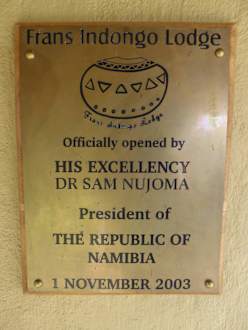 Frans Indongo Lodge
Frans Indongo Lodge
Officially opened by
HIS EXCELLENCY
DR SAM NUJOMA
President of
THE REPUBLIC OF
NAMIBIA
1 NOVEMBER 2003